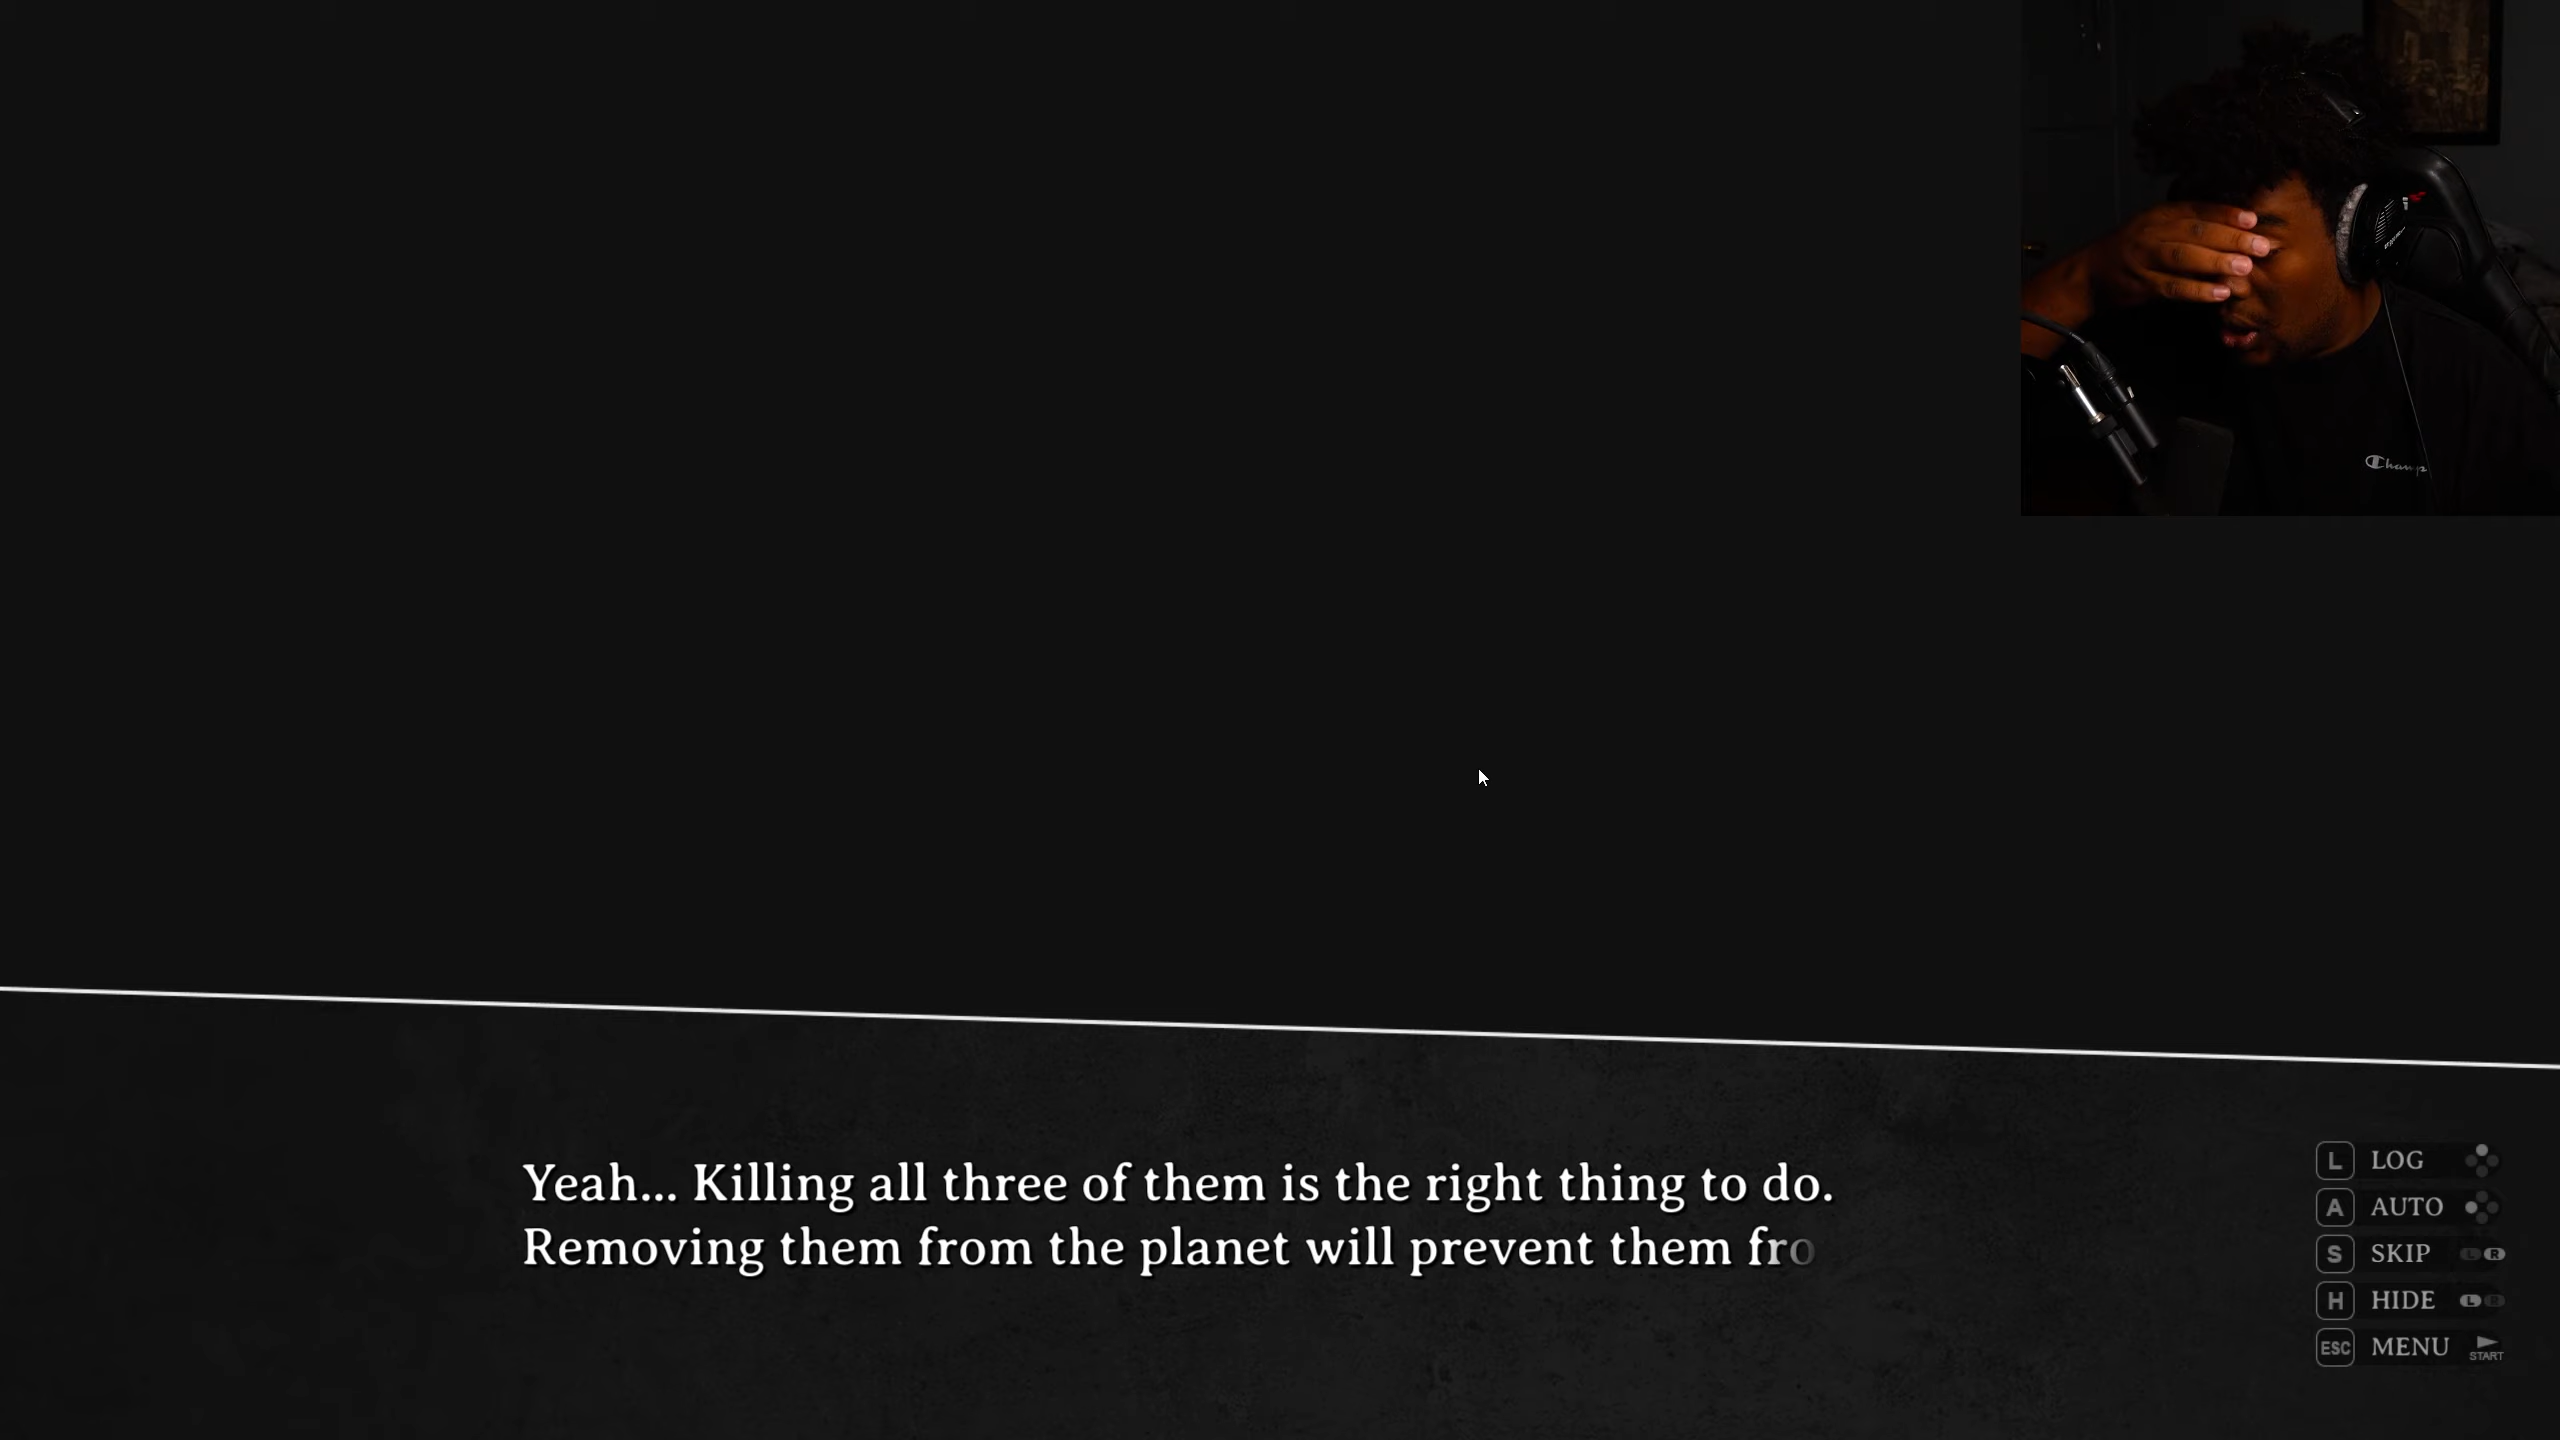 Champ
Yeah... Killing all three of them is the right thing to do.
Removing them from the planet will prevent them fro
L LOG
A AUTO
S SKIP L R
H HIDE L R
ESC MENU START